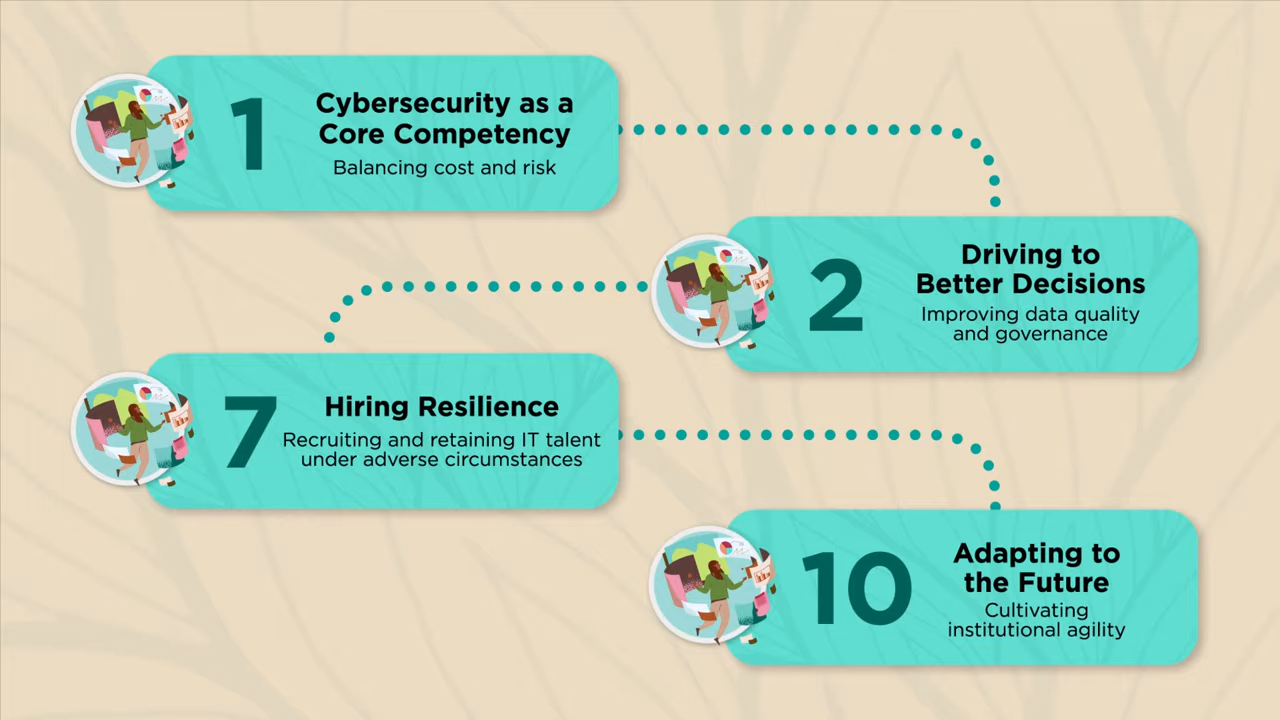 1
Cybersecurity as a
Core Competency
Balancing cost and risk
2
Driving to
Better Decisions
Improving data quality
and governance
7
Hiring Resilience
Recruiting and retaining IT talent
under adverse circumstances
10
Adapting to
the Future
Cultivating
institutional agility